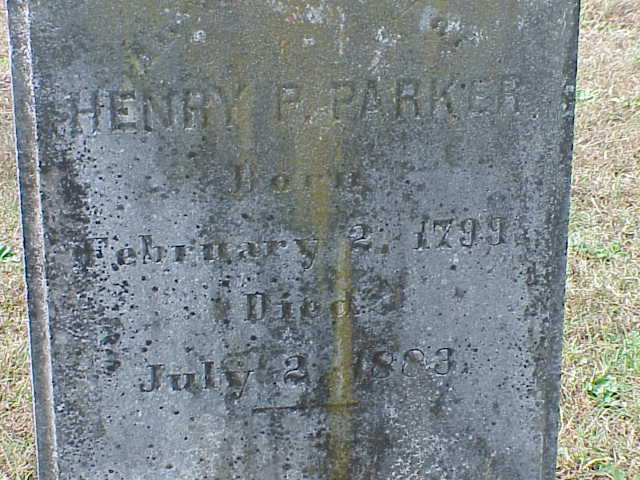 HENRY P. PARKER
Born
February 2, 1799
Died
July 2, 1883